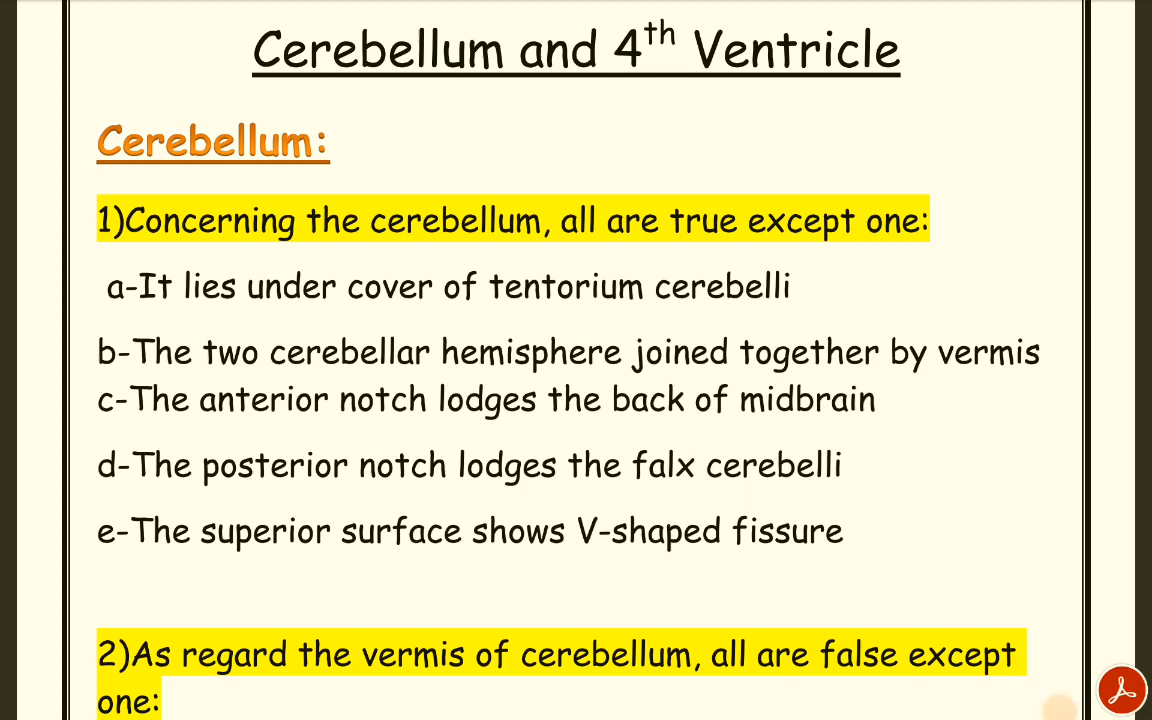 Cerebellum and 4th Ventricle
Cerebellum:
1)Concerning the cerebellum, all are true except one:
a-It lies under cover of tentorium cerebelli
b-The two cerebellar hemisphere joined together by vermis
c-The anterior notch lodges the back of midbrain
d-The posterior notch lodges the falx cerebelli
e-The superior surface shows V-shaped fissure
2)As regard the vermis of cerebellum, all are false except
one: